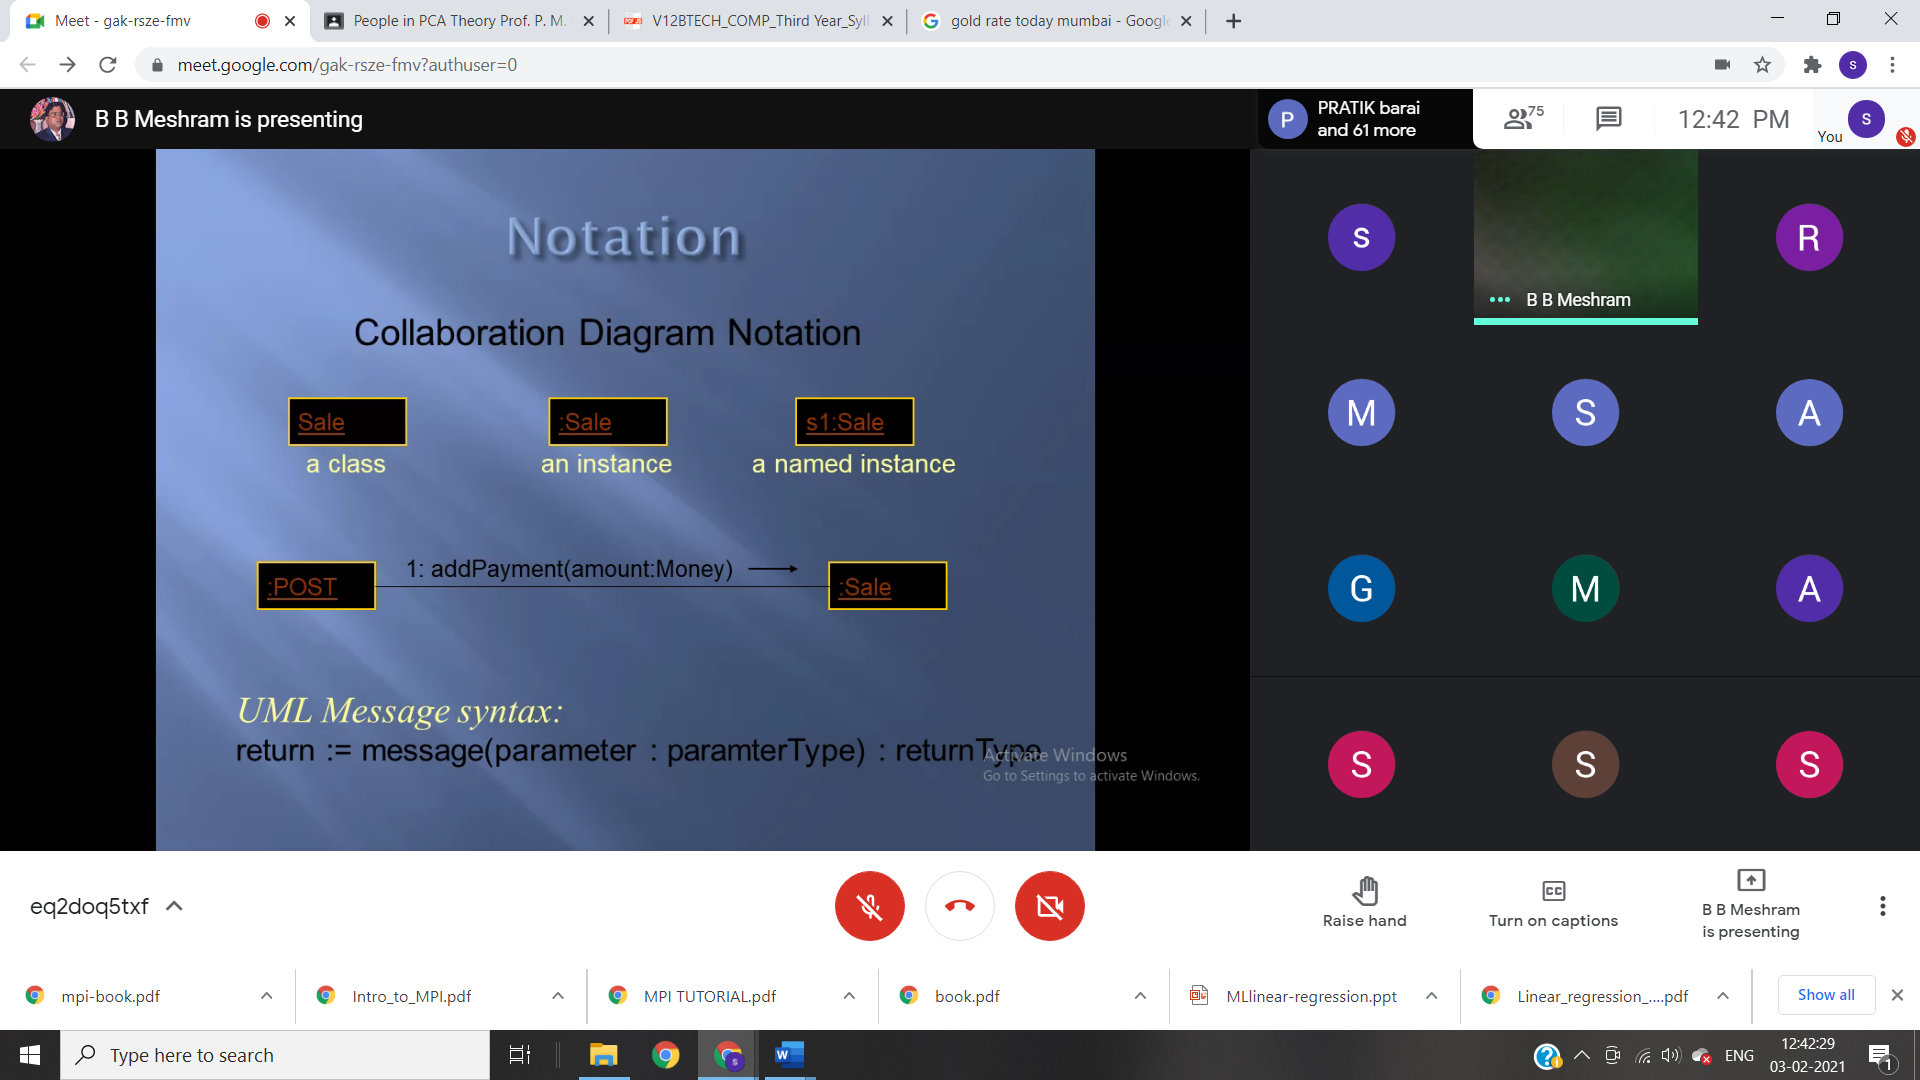 Meet - gak-rsze-fmv
People in PCA Theory Prof. P. M.
V12BTECH_COMP_Third Year_Syl
gold rate today mumbai - Google
meet.google.com/gak-rsze-fmv?authuser=0
s
B B Meshram is presenting
P
PRATIK barai
and 61 more
75
12:42 PM
You
s
Notation
Collaboration Diagram Notation
Sale
:Sale
s1:Sale
a class
an instance
a named instance
:POST
1: addPayment(amount:Money)
:Sale
UML Message syntax:
return := message(parameter : paramterType) : returnType
Activate Windows
Go to Settings to activate Windows.
s
B B Meshram
R
M
S
A
G
M
A
S
S
S
eq2doq5txf
Raise hand
Turn on captions
B B Meshram
is presenting
mpi-book.pdf
Intro_to_MPI.pdf
MPI TUTORIAL.pdf
book.pdf
MLlinear-regression.ppt
Linear_regression_....pdf
Show all
Type here to search
ENG
12:42:29
03-02-2021
1